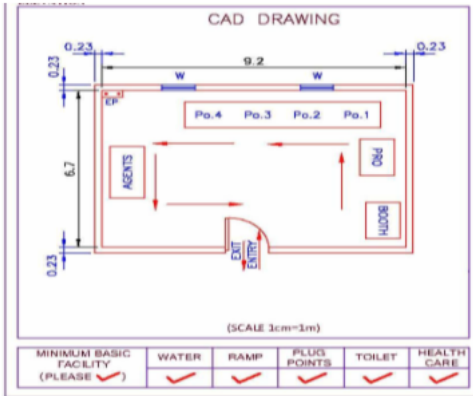 CAD DRAWING
0.23
0.23
9.2
0.23
W
W
EP
Po.4 Po.3 Po.2 Po.1
6.7
AGENTS
PRO
BOOTH
EXIT
ENTRY
0.23
(SCALE 1cm=1m)
MINIMUM BASIC FACILITY (PLEASE ✓)
WATER
RAMP
PLUG POINTS
TOILET
HEALTH CARE